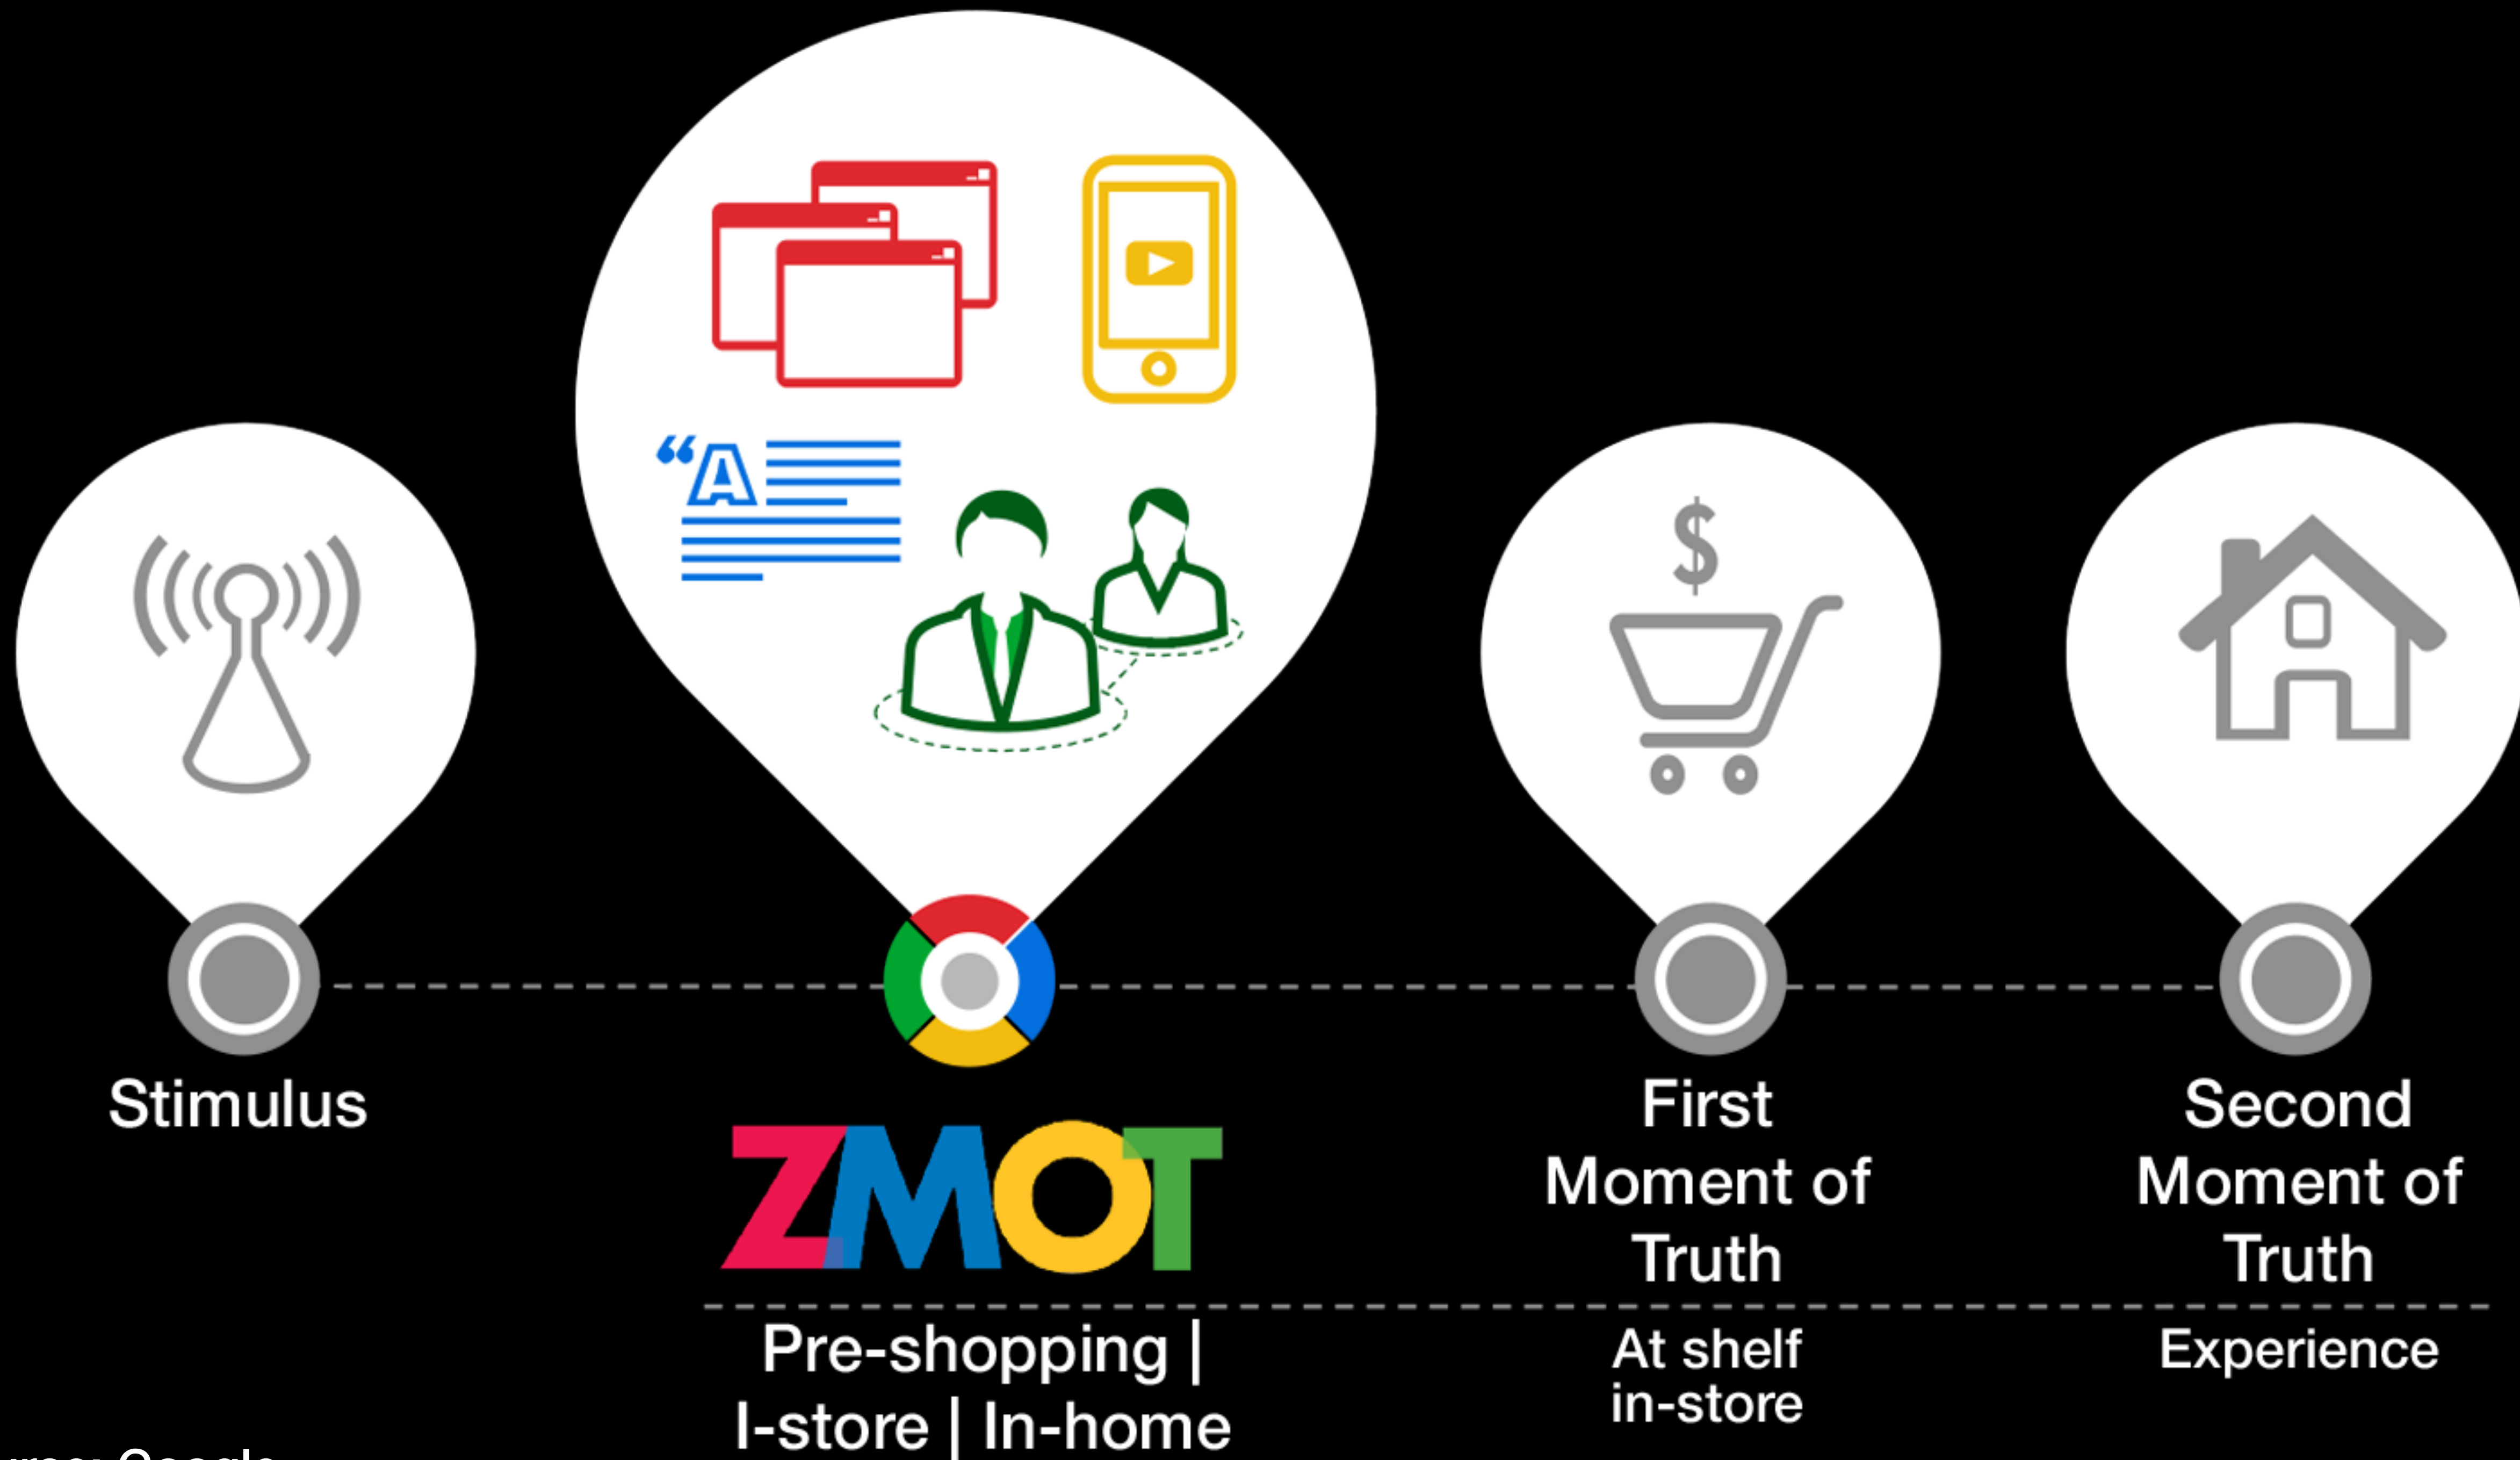 “A
$
Stimulus
ZMOT
Pre-shopping |
I-store | In-home
First
Moment of
Truth
At shelf
in-store
Second
Moment of
Truth
Experience
Google